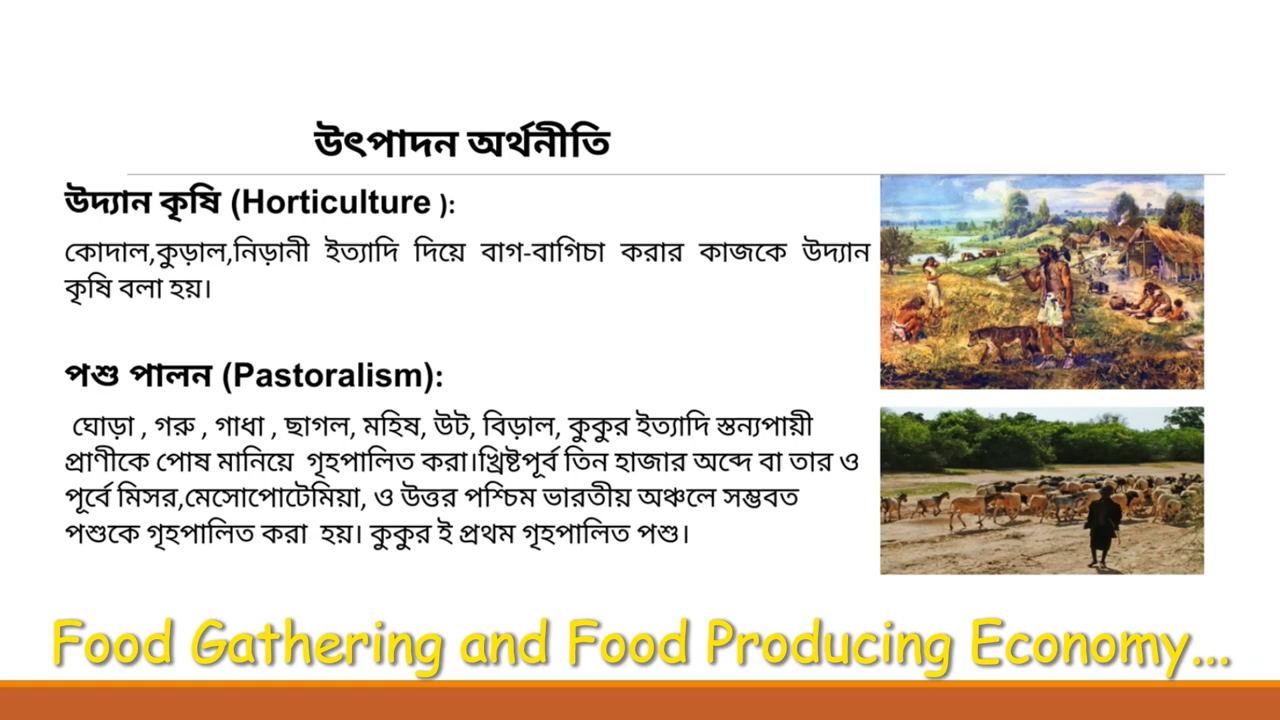 উৎপাদন অর্থনীতি
উদ্যান কৃষি (Horticulture ):
কোদাল,কুড়াল,নিড়ানী ইত্যাদি দিয়ে বাগ-বাগিচা করার কাজকে উদ্যান
কৃষি বলা হয়।
পশু পালন (Pastoralism):
ঘোড়া , গরু , গাধা , ছাগল, মহিষ, উট, বিড়াল, কুকুর ইত্যাদি স্তন্যপায়ী
প্রাণীকে পোষ মানিয়ে গৃহপালিত করা।খ্রিষ্টপূর্ব তিন হাজার অব্দে বা তার ও
পূর্বে মিসর,মেসোপোটেমিয়া, ও উত্তর পশ্চিম ভারতীয় অঞ্চলে সম্ভবত
পশুকে গৃহপালিত করা হয়। কুকুর ই প্রথম গৃহপালিত পশু।
Food Gathering and Food Producing Economy...